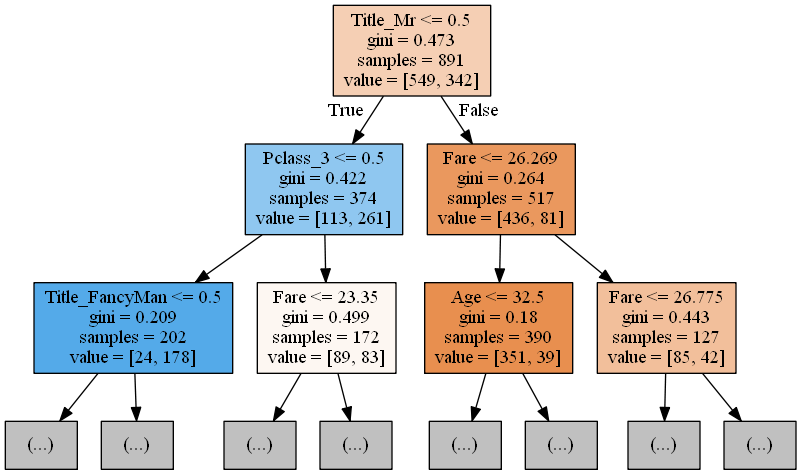 Title_Mr <= 0.5
gini = 0.473
samples = 891
value = [549, 342]
True
False
Pclass_3 <= 0.5
gini = 0.422
samples = 374
value = [113, 261]
Fare <= 26.269
gini = 0.264
samples = 517
value = [436, 81]
Title_FancyMan <= 0.5
gini = 0.209
samples = 202
value = [24, 178]
Fare <= 23.35
gini = 0.499
samples = 172
value = [89, 83]
Age <= 32.5
gini = 0.18
samples = 390
value = [351, 39]
Fare <= 26.775
gini = 0.443
samples = 127
value = [85, 42]
(...)
(...)
(...)
(...)
(...)
(...)
(...)
(...)